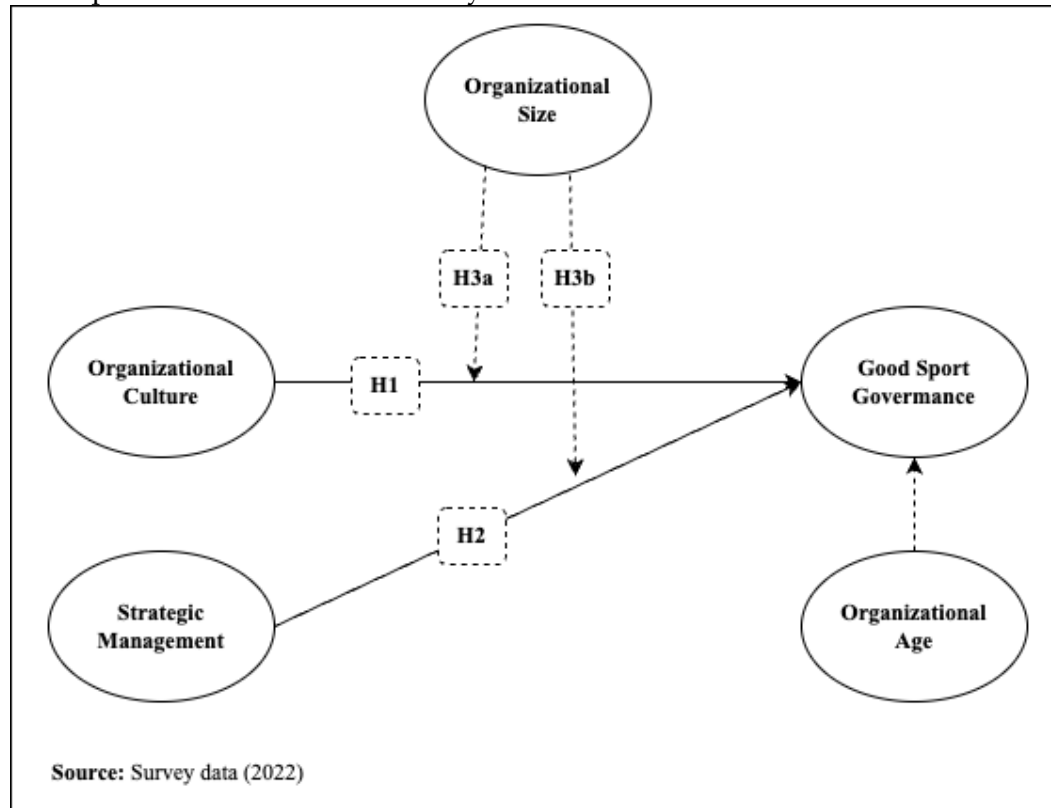 Organizational
Size
H3a
H3b
Organizational
Culture
H1
Good Sport
Govermance
H2
Strategic
Management
Organizational
Age
Source: Survey data (2022)